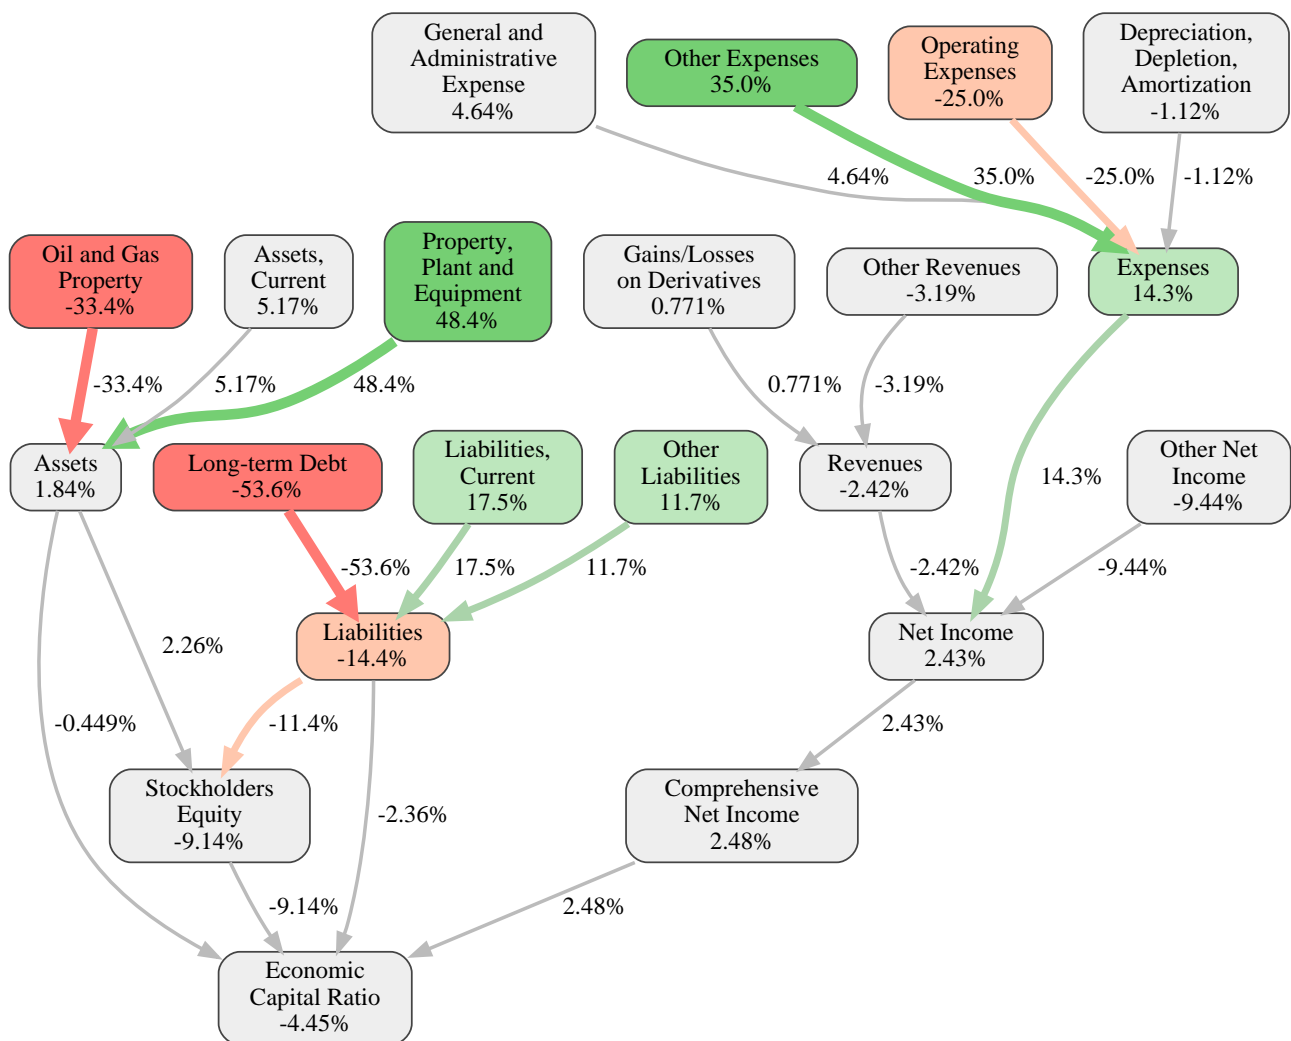 General and
Administrative
Expense
4.64%
Other Expenses
35.0%
Operating
Expenses
-25.0%
Depreciation,
Depletion,
Amortization
-1.12%
4.64%
35.0%
-25.0%
-1.12%
Oil and Gas
Property
-33.4%
Assets,
Current
5.17%
Property,
Plant and
Equipment
48.4%
Gains/Losses
on Derivatives
0.771%
Other Revenues
-3.19%
Expenses
14.3%
-33.4%
5.17%
48.4%
0.771%
-3.19%
14.3%
Assets
1.84%
Long-term Debt
-53.6%
Liabilities,
Current
17.5%
Other
Liabilities
11.7%
Revenues
-2.42%
Other Net
Income
-9.44%
-53.6%
17.5%
11.7%
-2.42%
-9.44%
2.26%
Liabilities
-14.4%
Net Income
2.43%
-0.449%
-11.4%
2.43%
Stockholders
Equity
-9.14%
-2.36%
Comprehensive
Net Income
2.48%
-9.14%
2.48%
Economic
Capital Ratio
-4.45%